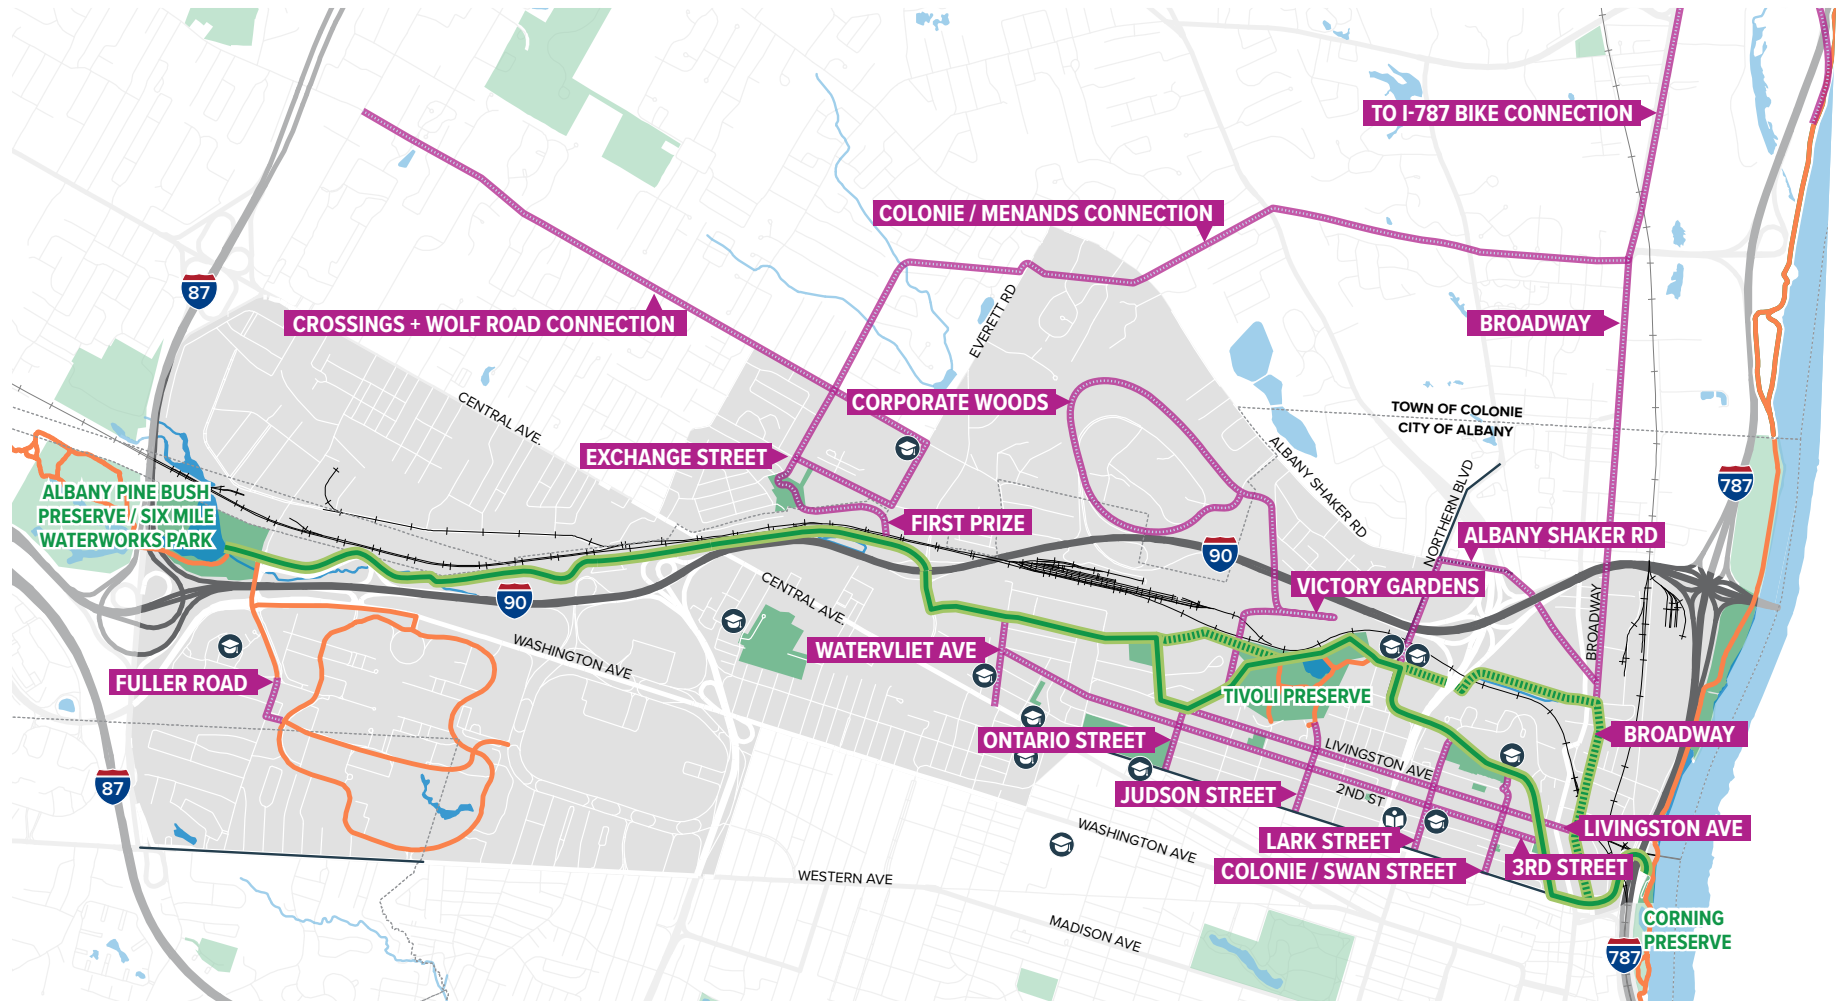 TO I-787 BIKE CONNECTION
787
COLONIE / MENANDS CONNECTION
87
CROSSINGS + WOLF ROAD CONNECTION
EVERETT RD
BROADWAY
CORPORATE WOODS
CENTRAL AVE.
TOWN OF COLONIE
CITY OF ALBANY
EXCHANGE STREET
ALBANY SHAKER RD
NORTHERN BLVD
787
ALBANY PINE BUSH
PRESERVE / SIX MILE
WATERWORKS PARK
FIRST PRIZE
ALBANY SHAKER RD
90
90
VICTORY GARDENS
CENTRAL AVE.
BROADWAY
WASHINGTON AVE
WATERVLIET AVE
FULLER ROAD
TIVOLI PRESERVE
ONTARIO STREET
BROADWAY
LIVINGSTON AVE
87
JUDSON STREET
2ND ST
WASHINGTON AVE
LIVINGSTON AVE
LARK STREET
3RD STREET
COLONIE / SWAN STREET
WESTERN AVE
CORNING
PRESERVE
MADISON AVE
787